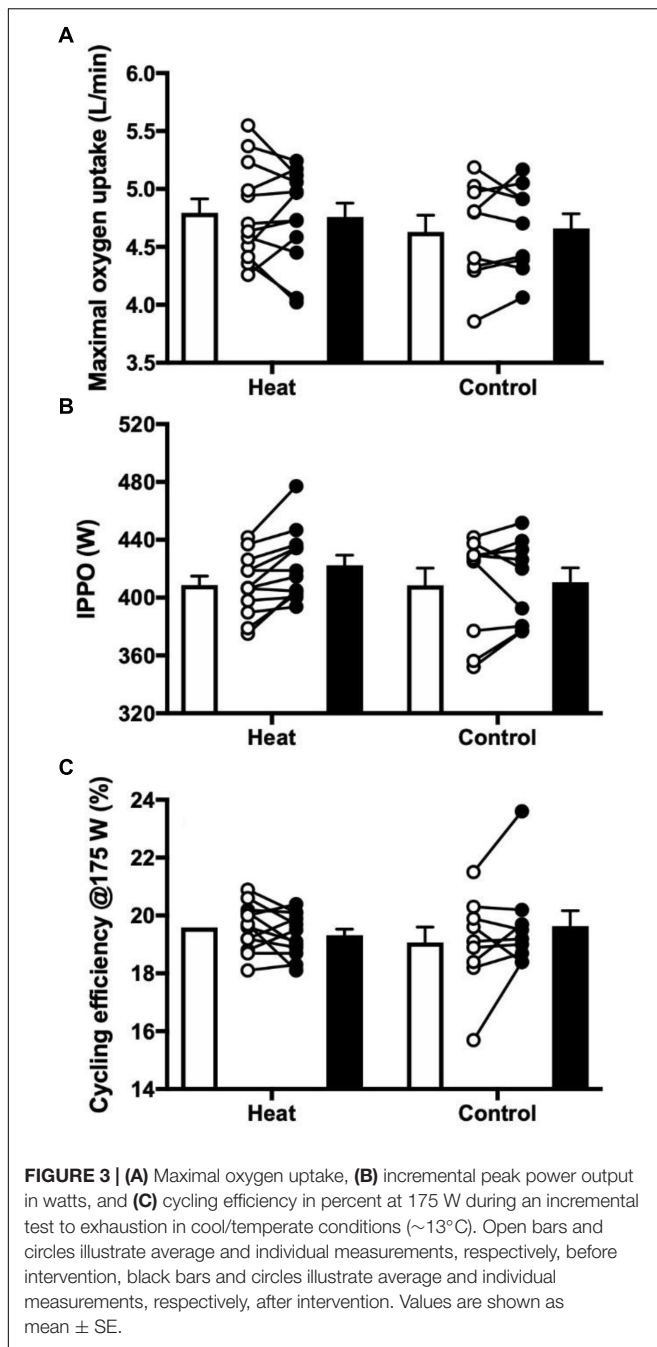 A
Maximal oxygen uptake (L/min)
6.0
5.5
5.0
4.5
4.0
3.5
Heat
Control
B
IPPO (W)
520
480
440
400
360
320
Heat
Control
C
Cycling efficiency @175 W (%)
24
22
20
18
16
14
Heat
Control
FIGURE 3 | (A) Maximal oxygen uptake, (B) incremental peak power output
in watts, and (C) cycling efficiency in percent at 175 W during an incremental
test to exhaustion in cool/temperate conditions (~13°C). Open bars and
circles illustrate average and individual measurements, respectively, before
intervention, black bars and circles illustrate average and individual
measurements, respectively, after intervention. Values are shown as
mean ± SE.